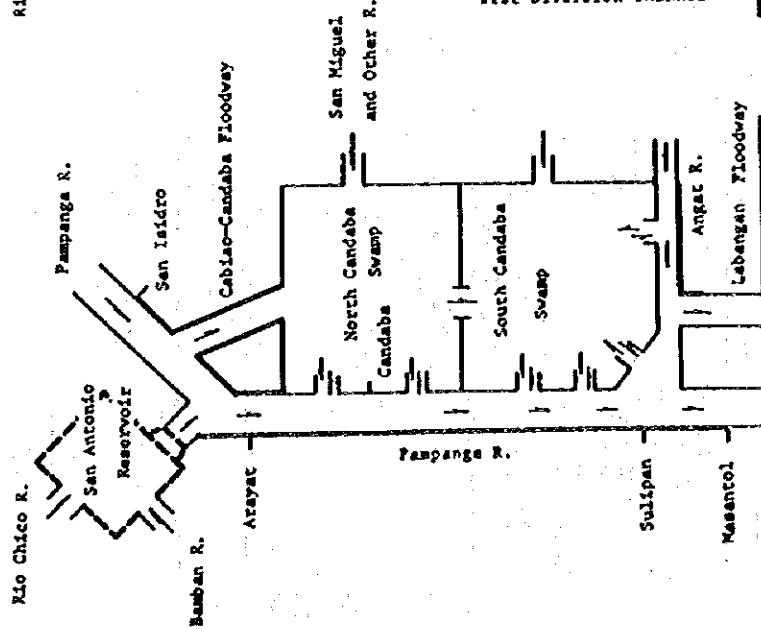 Rio Chico R.
San Antonio
Reservoir
Bamban R.
Pampanga R.
San Isidro
Cabiao-Candaba Floodway
San Miguel
and Other R.
Arayat
North Candaba
Swamp
Candaba
South Candaba
Swamp
Pampanga R.
Sulipan
Masantol
Angat R.
Labangan Floodway